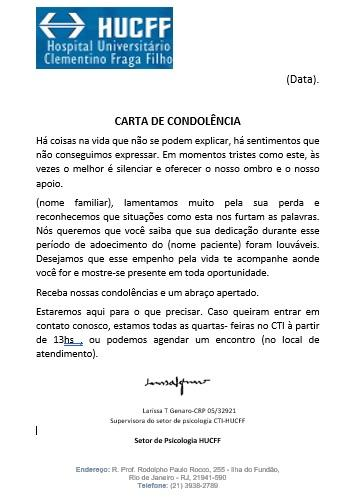 HUCFF
Hospital Universitário
Clementino Fraga Filho
(Data).
CARTA DE CONDOLÊNCIA
Há coisas na vida que não se podem explicar, há sentimentos que
não conseguimos expressar. Em momentos tristes como este, às
vezes o melhor é silenciar e oferecer o nosso ombro e o nosso
apoio.
(nome familiar), lamentamos muito pela sua perda e
reconhecemos que situações como esta nos furtam as palavras.
Nós queremos que você saiba que sua dedicação durante esse
período de adoecimento do (nome paciente) foram louváveis.
Desejamos que esse empenho pela vida te acompanhe aonde
você for e mostre-se presente em toda oportunidade.
Receba nossas condolências e um abraço apertado.
Estaremos aqui para o que precisar. Caso queiram entrar em
contato conosco, estamos todas as quartas- feiras no CTI à partir
de 13hs , ou podemos agendar um encontro (no local de
atendimento).
Larissa T Genaro-CRP 05/32921
Supervisora do setor de psicologia CTI-HUCFF
Setor de Psicologia HUCFF
Endereço: R. Prof. Rodolpho Paulo Rocco, 255 - Ilha do Fundão,
Rio de Janeiro - RJ, 21941-590
Telefone: (21) 3938-2789